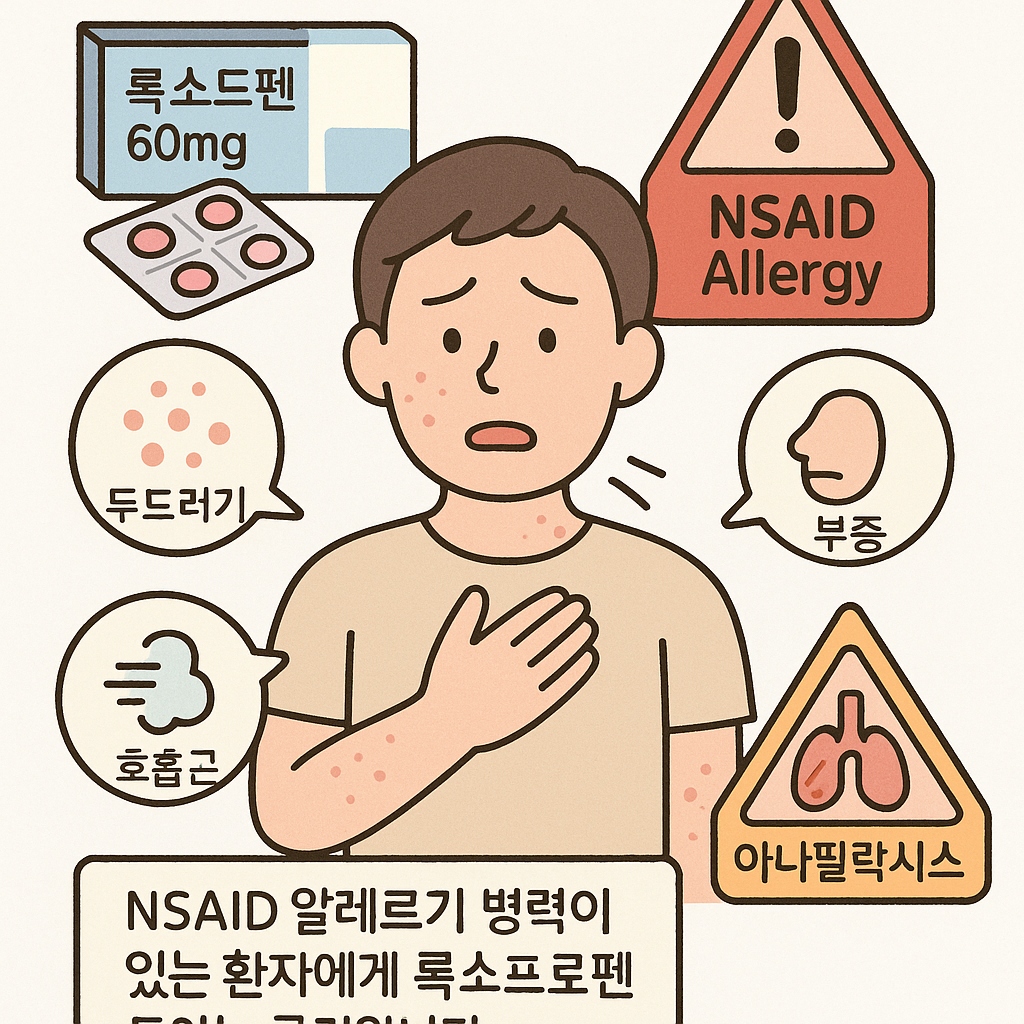 록소드펜
60mg
NSAID
Allergy
두드러기
부증
호흡곤
아나필락시스
NSAID 알레르기 병력이
있는 환자에게 록소프로펜